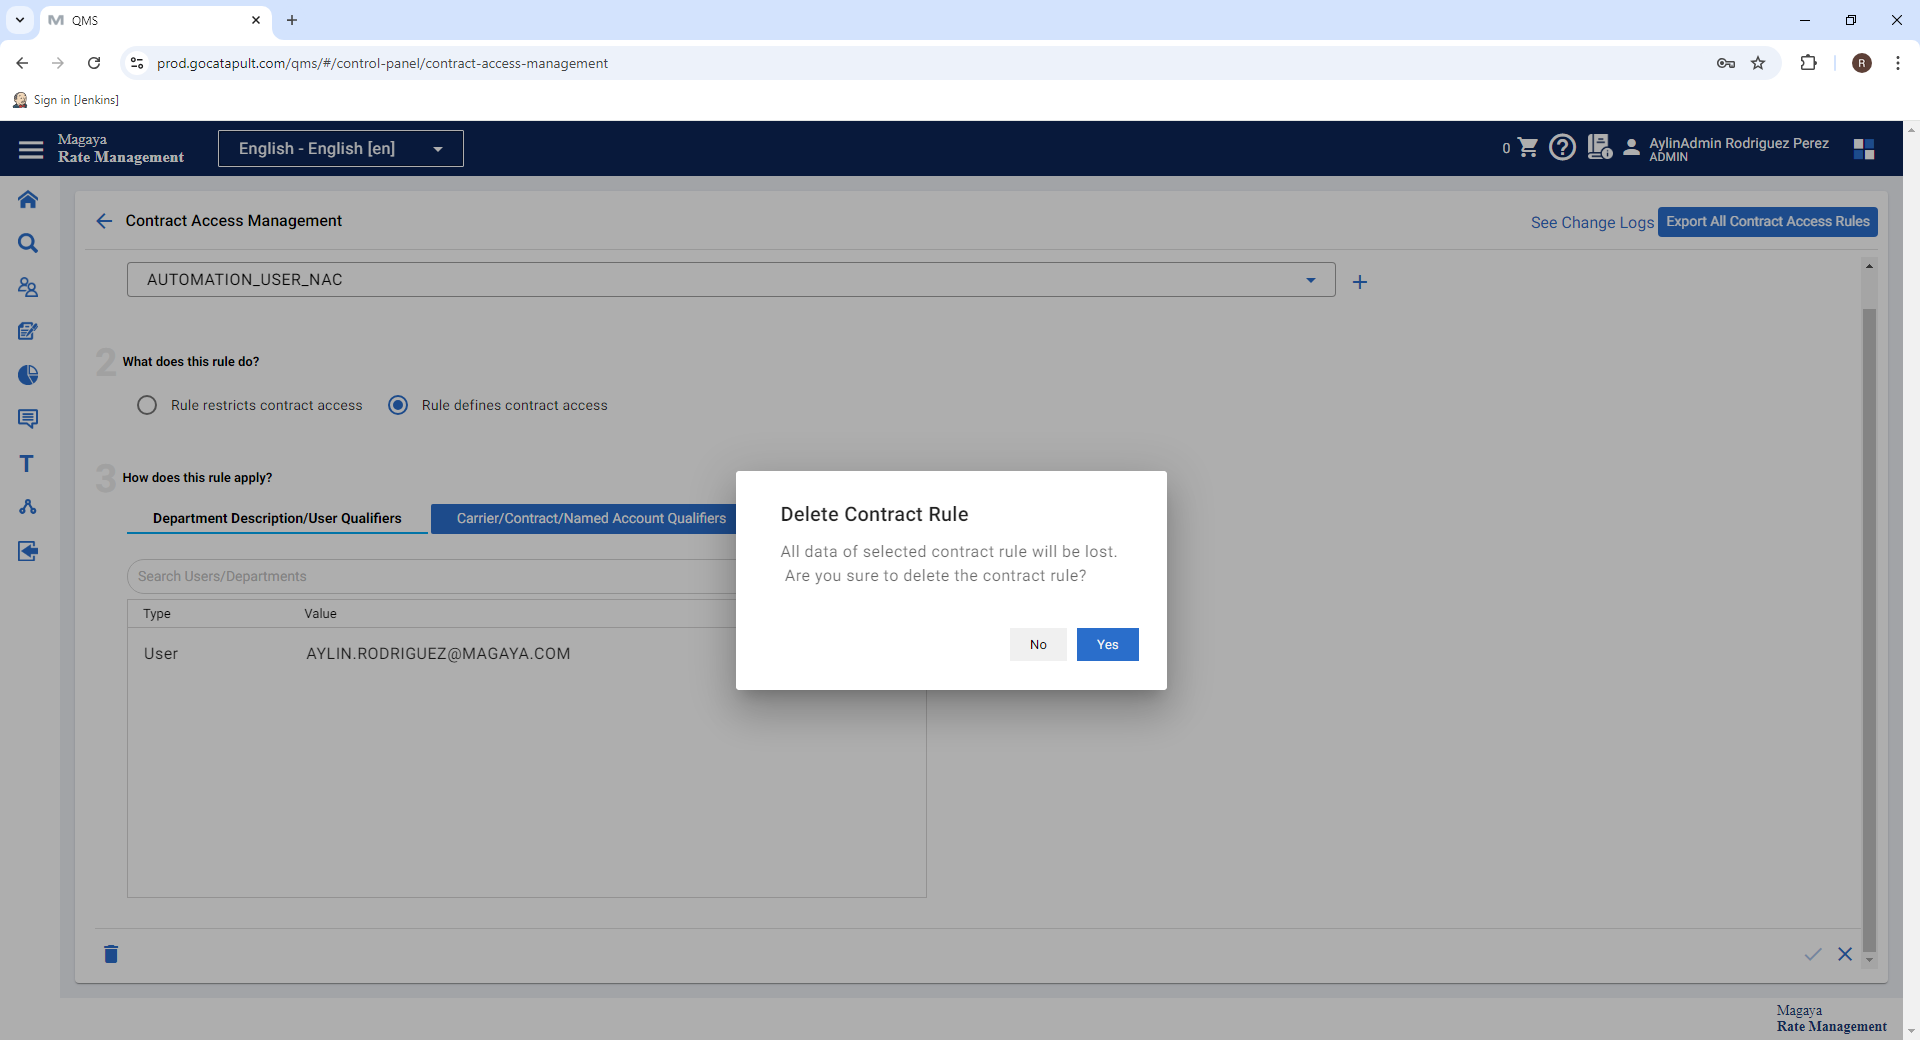 QMS
prod.gocatapult.com/qms/#/control-panel/contract-access-management
R
Sign in [Jenkins]
Magaya
Rate Management
English - English [en]
0
AylinAdmin Rodriguez Perez
ADMIN
Contract Access Management
See Change Logs
Export All Contract Access Rules
AUTOMATION_USER_NAC
2 What does this rule do?
Rule restricts contract access
Rule defines contract access
3 How does this rule apply?
Department Description/User Qualifiers
Carrier/Contract/Named Account Qualifiers
Search Users/Departments
Type Value
User AYLIN.RODRIGUEZ@MAGAYA.COM
Delete Contract Rule
All data of selected contract rule will be lost.
Are you sure to delete the contract rule?
No
Yes
Magaya
Rate Management